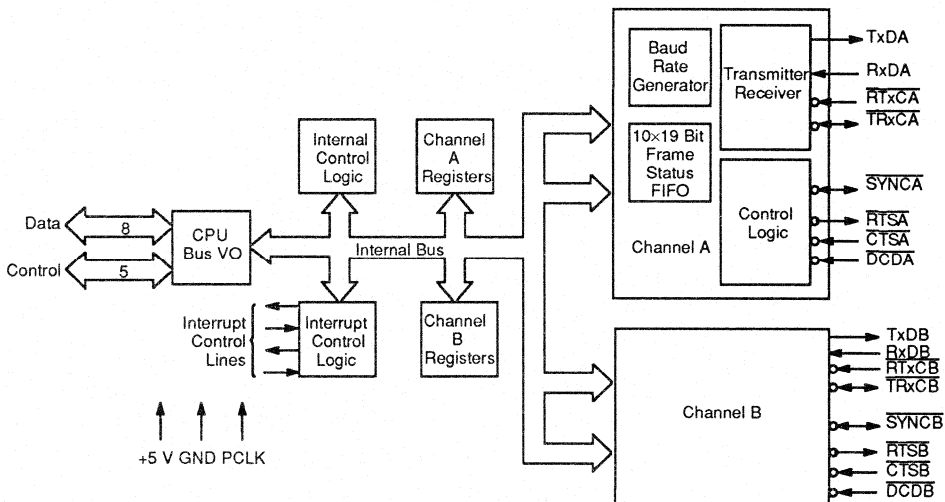 Baud
Rate
Generator
Transmitter
Receiver
TxDA
RxDA
RTxCA
TRxCA
10×19 Bit
Frame
Status
FIFO
Control
Logic
Channel A
SYNCA
RTSA
CTSA
DCDA
Internal
Control
Logic
Channel
A
Registers
Data
8
CPU
Bus VO
Internal Bus
Control
5
Interrupt
Control
Lines
Interrupt
Control
Logic
Channel
B
Registers
Channel B
TxDB
RxDB
RTxCB
TRxCB
SYNCB
RTSB
CTSB
DCDB
+5 V GND PCLK